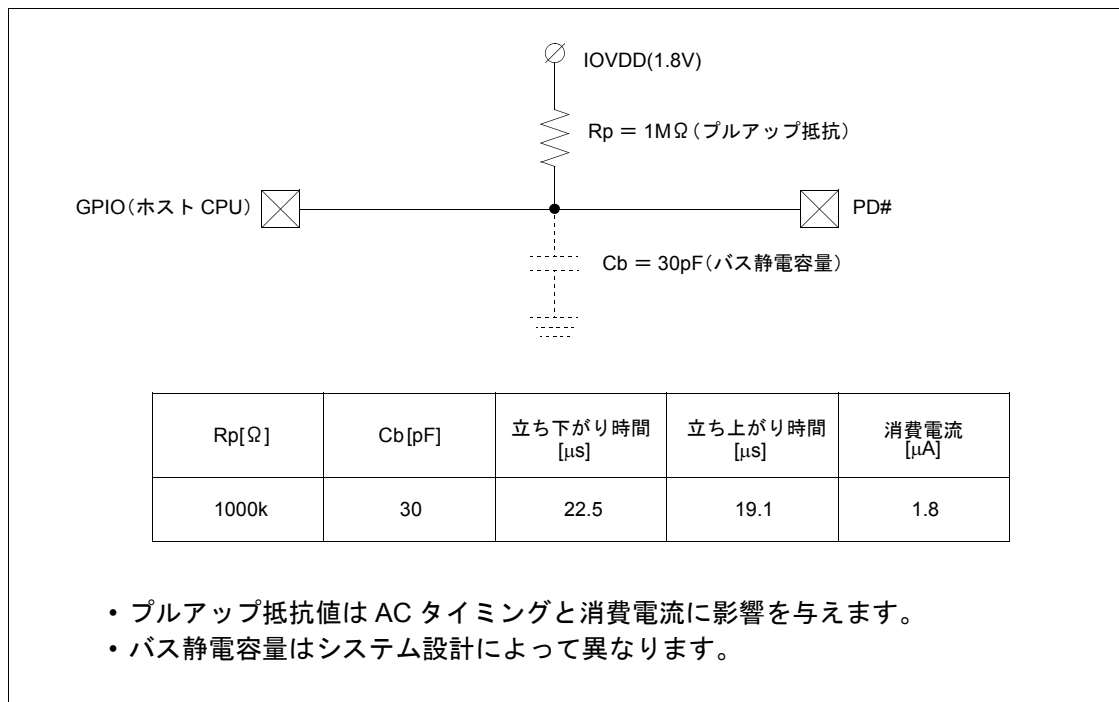 IOVDD(1.8V)
Rp = 1MΩ(プルアップ抵抗)
GPIO(ホスト CPU)
PD#
Cb = 30pF(バス静電容量)
Rp[Ω] Cb[pF] 立ち下がり時間 [μs] 立ち上がり時間 [μs] 消費電流 [μA]
1000k 30 22.5 19.1 1.8
• プルアップ抵抗値は AC タイミングと消費電流に影響を与えます。
• バス静電容量はシステム設計によって異なります。